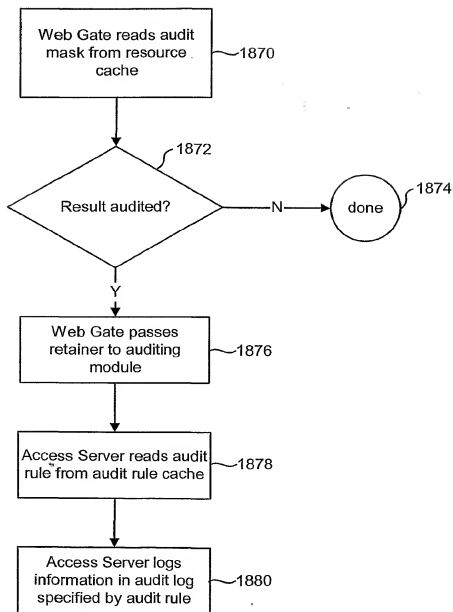 Web Gate reads audit
mask from resource
cache
1870
1872
Result audited?
N
done
1874
Y
Web Gate passes
retainer to auditing
module
1876
Access Server reads audit
rule from audit rule cache
1878
Access Server logs
information in audit log
specified by audit rule
1880